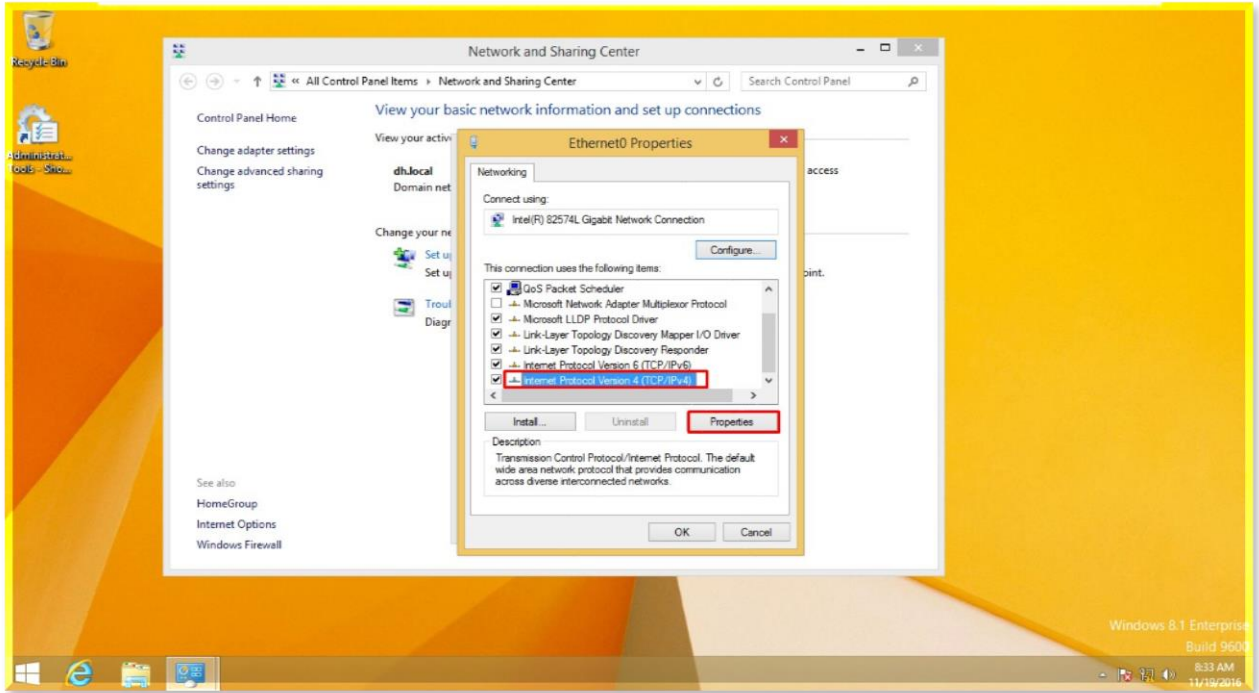 Recycle Bin
Administrat...
Tools - Sho...
Network and Sharing Center
« All Control Panel Items Network and Sharing Center
Search Control Panel
Control Panel Home
Change adapter settings
Change advanced sharing
settings
See also
HomeGroup
Internet Options
Windows Firewall
View your basic network information and set up connections
View your activ
dh.local
Domain net
access
Change your ne
Set u
Set u
point.
Troul
Diagr
Ethernet0 Properties
Networking
Connect using:
Intel(R) 82574L Gigabit Network Connection
Configure...
This connection uses the following items:
QoS Packet Scheduler
Microsoft Network Adapter Multiplexor Protocol
Microsoft LLDP Protocol Driver
Link-Layer Topology Discovery Mapper I/O Driver
Link-Layer Topology Discovery Responder
Internet Protocol Version 6 (TCP/IPv6)
Internet Protocol Version 4 (TCP/IPv4)
Install...
Uninstall
Properties
Description
Transmission Control Protocol/Internet Protocol. The default
wide area network protocol that provides communication
across diverse interconnected networks.
OK
Cancel
Windows 8.1 Enterprise
Build 9600
8:33 AM
11/19/2016